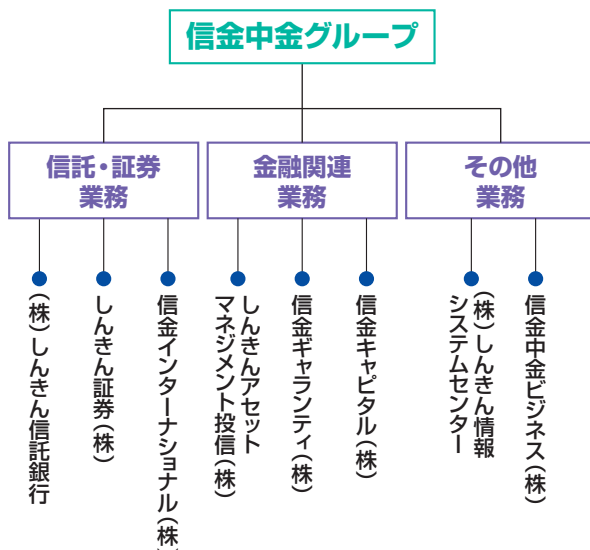 信金中金グループ
信託・証券
業務
金融関連
業務
その他
業務
(株)しんきん信託銀行
しんきん証券(株)
信金インターナショナル(株)
しんきんアセット
マネジメント投信(株)
信金ギャランティ(株)
信金キャピタル(株)
(株)しんきん情報
システムセンター
信金中金ビジネス(株)